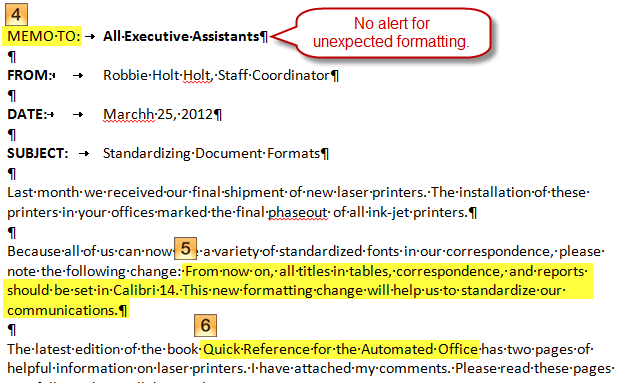 4
MEMO TO: All Executive Assistants¶
No alert for
unexpected formatting.
¶
FROM: Robbie Holt Holt, Staff Coordinator¶
¶
DATE: Marchh 25, 2012¶
¶
SUBJECT: Standardizing Document Formats¶
¶
Last month we received our final shipment of new laser printers. The installation of these
printers in your offices marked the final phaseout of all ink-jet printers.¶
¶
5
Because all of us can now a variety of standardized fonts in our correspondence, please
note the following change: From now on, all titles in tables, correspondence, and reports
should be set in Calibri 14. This new formatting change will help us to standardize our
communications.¶
¶
6
The latest edition of the book Quick Reference for the Automated Office has two pages of
helpful information on laser printers. I have attached my comments. Please read these pages